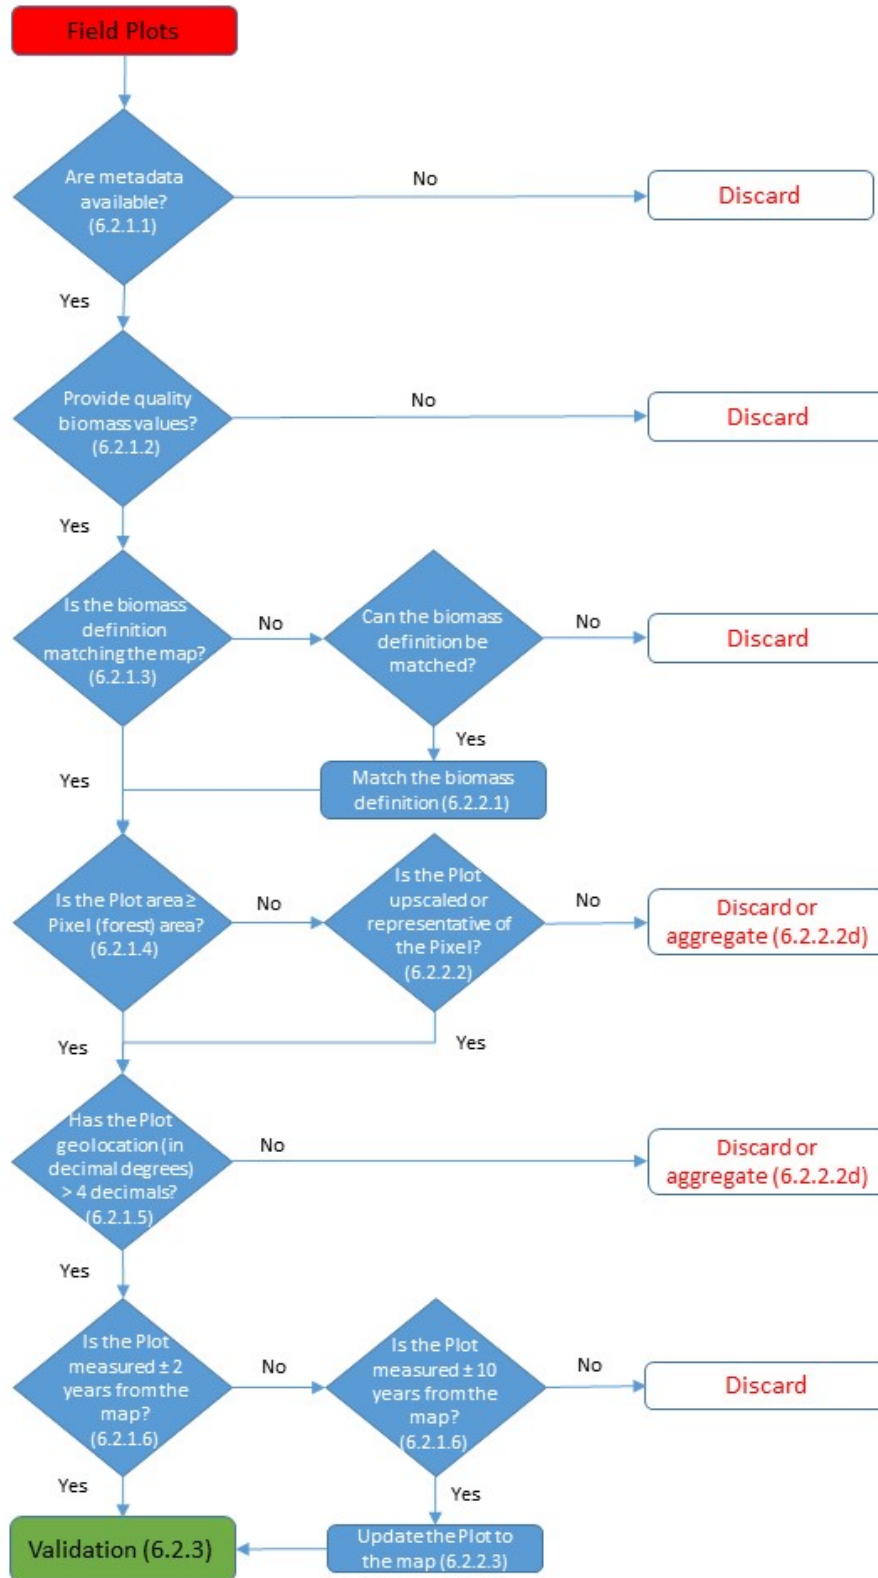 Field Plots
Are metadata
available?
(6.2.1.1)
No
Discard
Yes
Provide quality
biomass values?
(6.2.1.2)
No
Discard
Yes
Is the biomass
definition
matching the map?
(6.2.1.3)
No
Can the biomass
definition be
matched?
No
Discard
Yes
Match the biomass
definition (6.2.2.1)
Yes
Is the Plot area ≥
Pixel (forest) area?
(6.2.1.4)
No
Is the Plot
upscaled or
representative of
the Pixel?
(6.2.2.2)
No
Discard or
aggregate (6.2.2.2d)
Yes
Yes
Has the Plot
geolocation (in
decimal degrees)
> 4 decimals?
(6.2.1.5)
No
Discard or
aggregate (6.2.2.2d)
Yes
Is the Plot
measured ± 2
years from the
map?
(6.2.1.6)
No
Is the Plot
measured ± 10
years from the
map?
(6.2.1.6)
No
Discard
Yes
Yes
Validation (6.2.3)
Update the Plot to
the map (6.2.2.3)